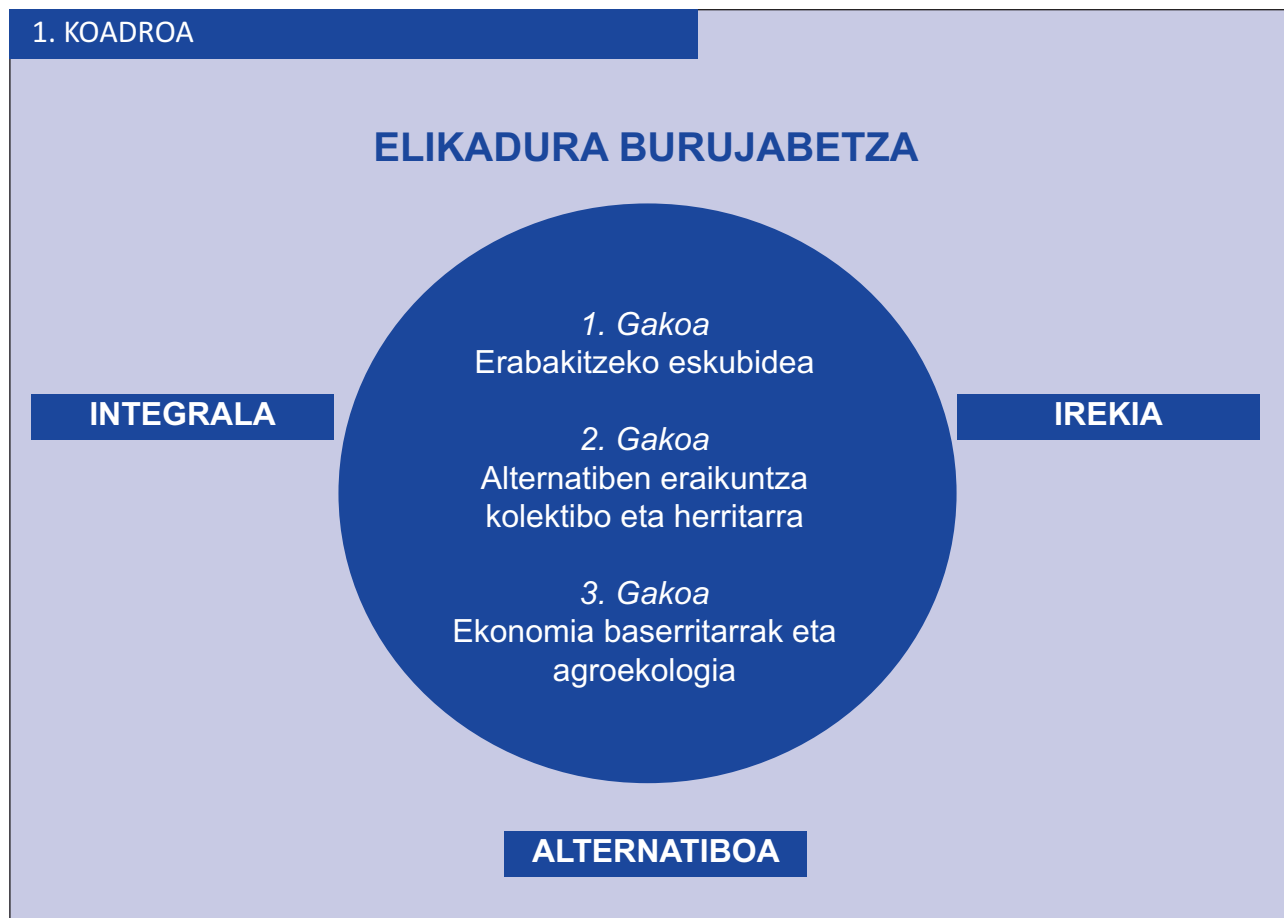 1. KOADROA
ELIKADURA BURUJABETZA
1. Gakoa
Erabakitzeko eskubidea
INTEGRALA
IREKIA
2. Gakoa
Alternatiben eraikuntza
kolektibo eta herritarra
3. Gakoa
Ekonomia baserritarrak eta
agroekologia
ALTERNATIBOA